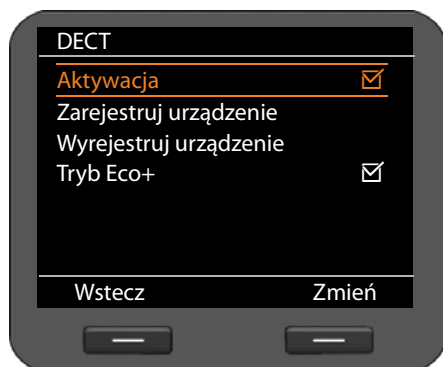 DECT
Aktywacja
Zarejestruj urządzenie
Wyrejestruj urządzenie
Tryb Eco+
Wstecz Zmień